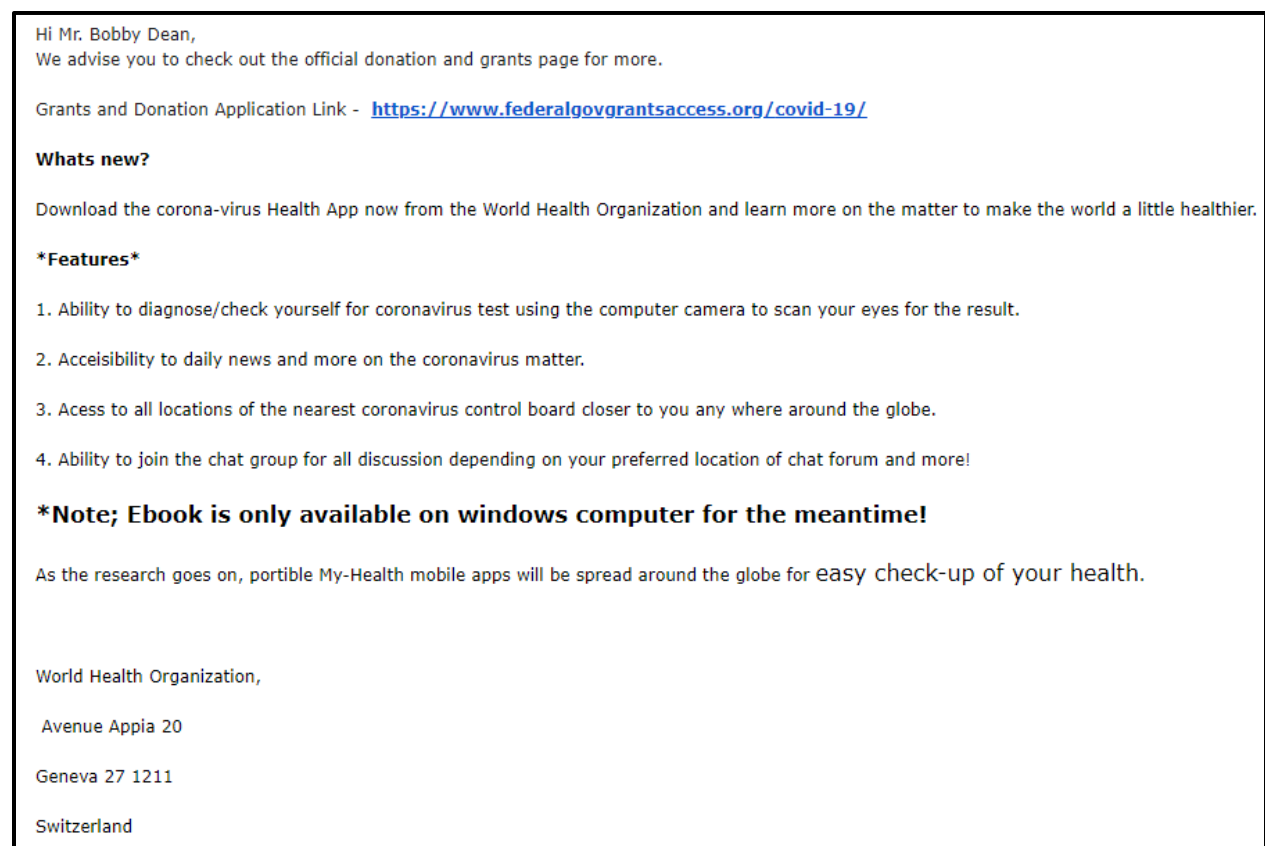 Hi Mr. Bobby Dean,
We advise you to check out the official donation and grants page for more.
Grants and Donation Application Link - https://www.federalgovgrantsaccess.org/covid-19/
Whats new?
Download the corona-virus Health App now from the World Health Organization and learn more on the matter to make the world a little healthier.
*Features*
1. Ability to diagnose/check yourself for coronavirus test using the computer camera to scan your eyes for the result.
2. Acceisibility to daily news and more on the coronavirus matter.
3. Acess to all locations of the nearest coronavirus control board closer to you any where around the globe.
4. Ability to join the chat group for all discussion depending on your preferred location of chat forum and more!
*Note; Ebook is only available on windows computer for the meantime!
As the research goes on, portible My-Health mobile apps will be spread around the globe for easy check-up of your health.
World Health Organization,
Avenue Appia 20
Geneva 27 1211
Switzerland